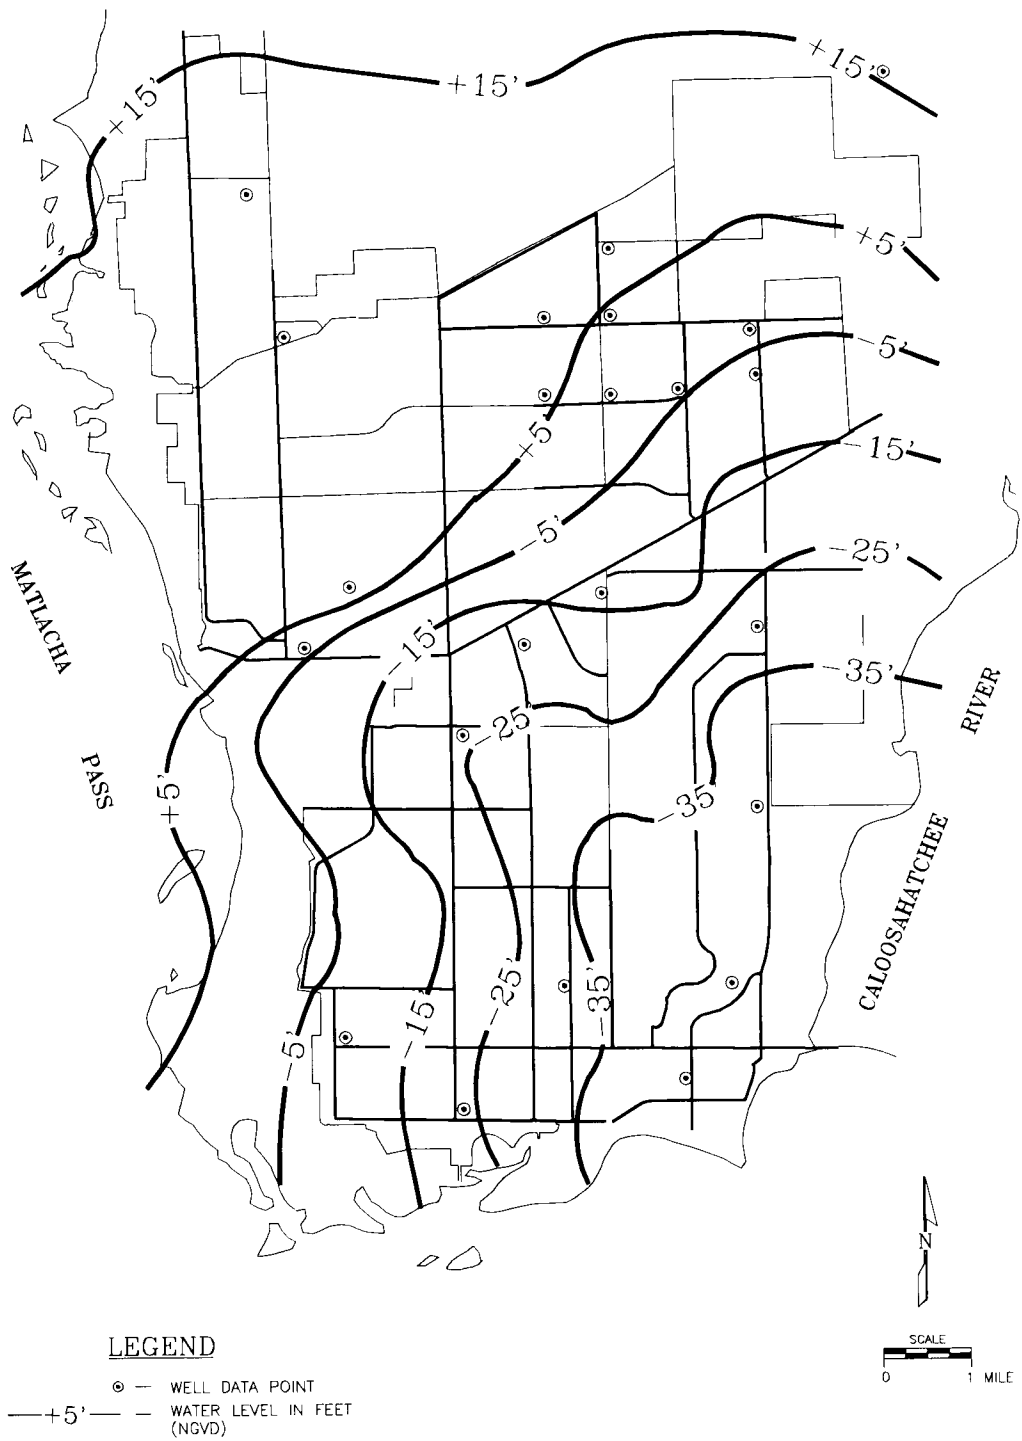 +15'
+15'
+15'
+5'
-5'
+5'
-15'
-5'
-25'
MATLACHA
-15'
-35'
RIVER
-25'
PASS
+5'
-35'
CALOOSAHATCHEE
-25'
-35'
-15'
-5'
N
LEGEND
SCALE
0 1 MILE
— WELL DATA POINT
—+5'— — WATER LEVEL IN FEET
(NGVD)